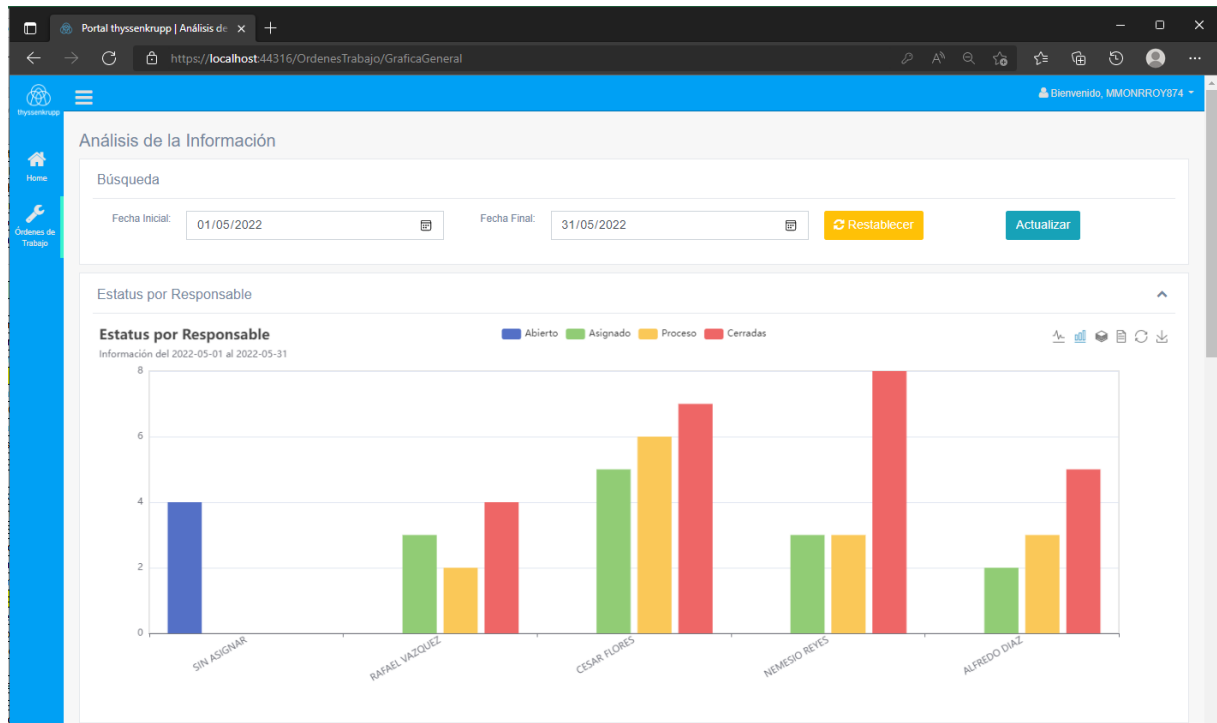 Portal thyssenkrupp | Análisis de
https://localhost:44316/OrdenesTrabajo/GraficaGeneral
thyssenkrupp
Bienvenido, MMONRROY874
Home
Órdenes de
Trabajo
Análisis de la Información
Búsqueda
Fecha Inicial:
01/05/2022
Fecha Final:
31/05/2022
Restablecer
Actualizar
Estatus por Responsable
Estatus por Responsable
Información del 2022-05-01 al 2022-05-31
Abierto
Asignado
Proceso
Cerradas
8
6
4
2
0
SIN ASIGNAR
RAFAEL VAZQUEZ
CESAR FLORES
NEMESIO REYES
ALFREDO DIAZ